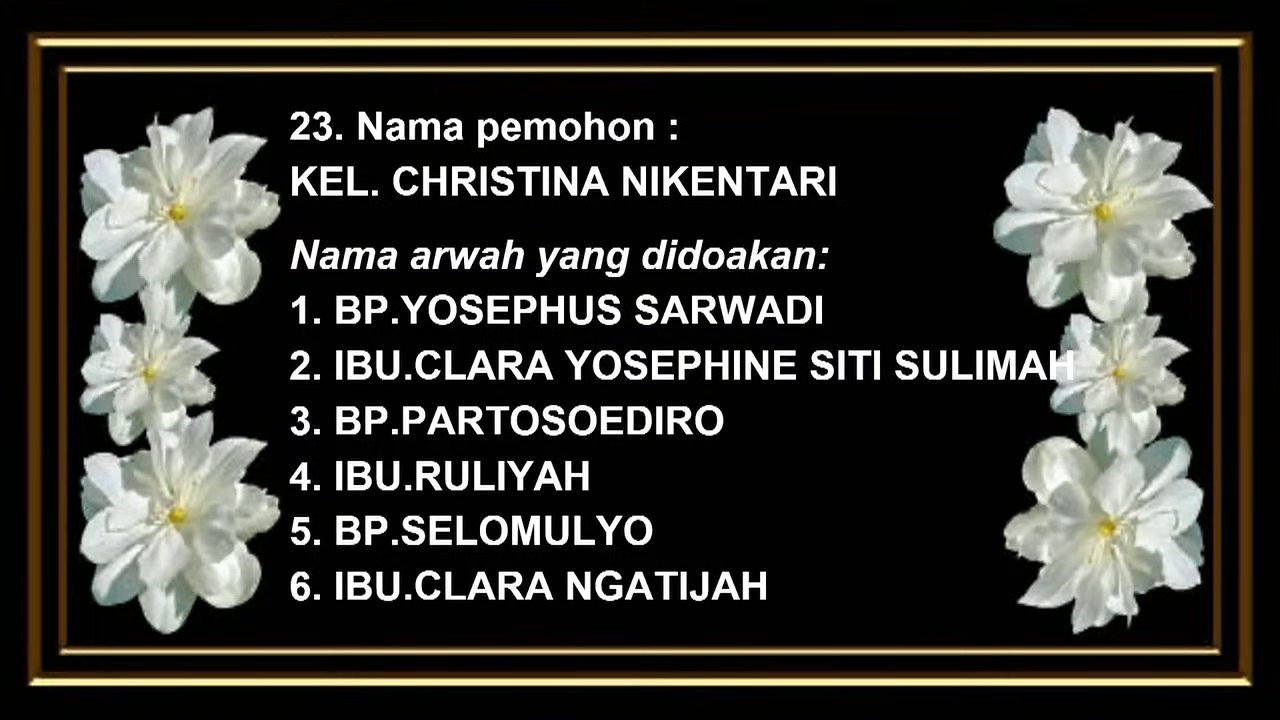 23. Nama pemohon :
KEL. CHRISTINA NIKENTARI
Nama arwah yang didoakan:
1. BP.YOSEPHUS SARWADI
2. IBU.CLARA YOSEPHINE SITI SULIMAH
3. BP.PARTOSOEDIRO
4. IBU.RULIYAH
5. BP.SELOMULYO
6. IBU.CLARA NGATIJAH